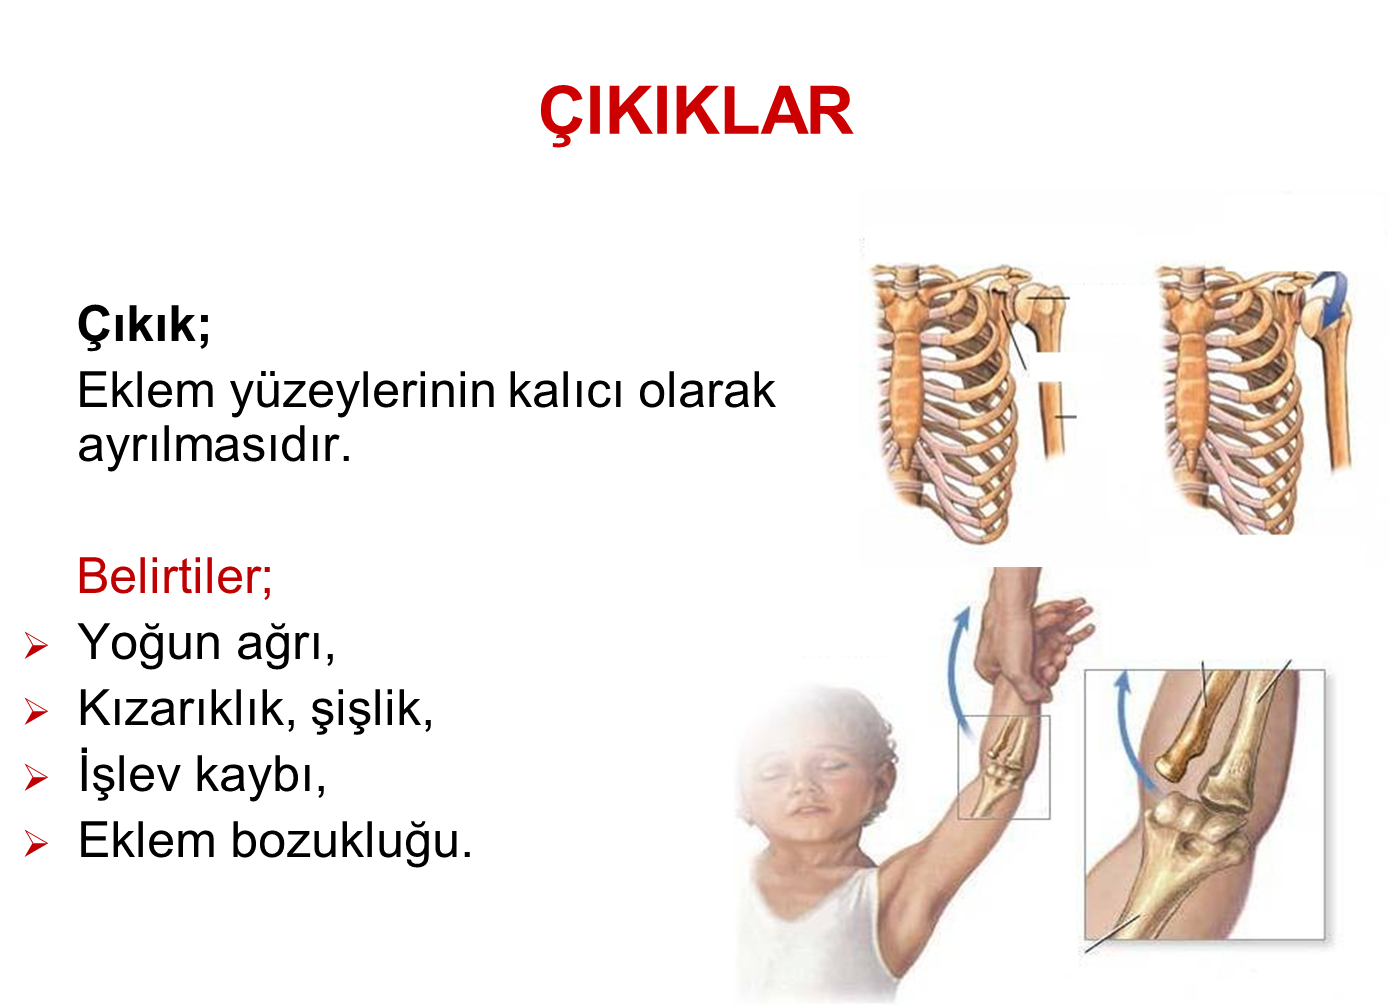 ÇIKIKLAR
Çıkık;
Eklem yüzeylerinin kalıcı olarak
ayrılmasıdır.
Belirtiler;
Yoğun ağrı,
Kızarıklık, şişlik,
İşlev kaybı,
Eklem bozukluğu.